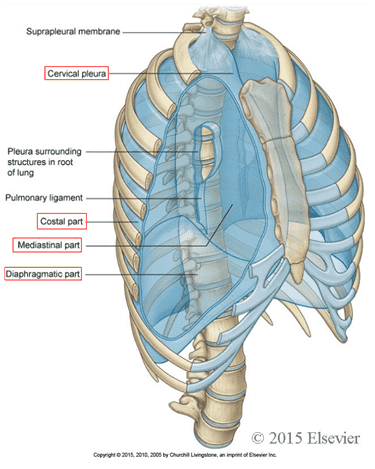 Suprapleural membrane
Cervical pleura
Pleura surrounding
structures in root
of lung
Pulmonary ligament
Costal part
Mediastinal part
Diaphragmatic part
© 2015 Elsevier
Copyright © 2015, 2010, 2005 by Churchill Livingstone, an imprint of Elsevier Inc.